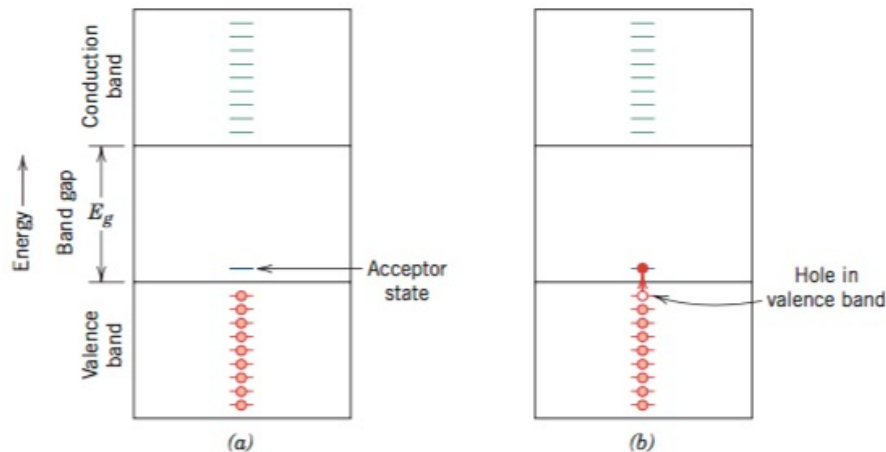 Energy
Conduction
band
Band gap
E_g
Valence
band
Acceptor
state
(a)
Hole in
valence band
(b)